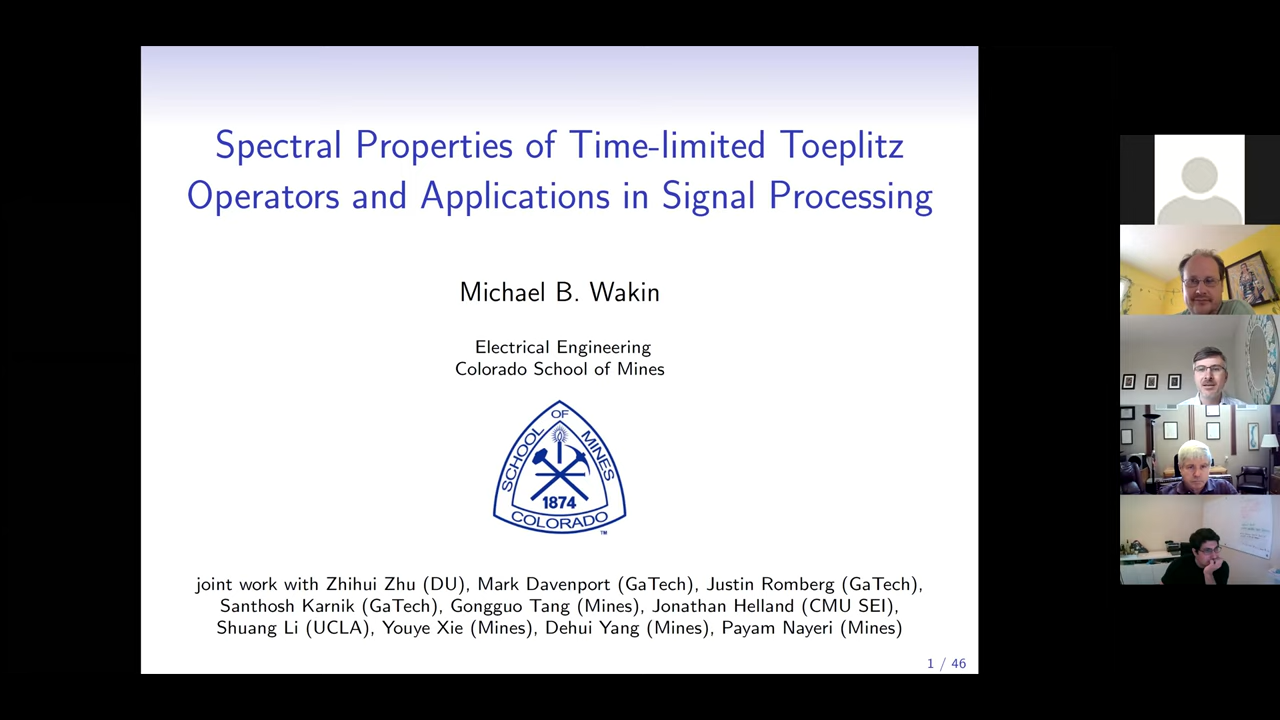 Spectral Properties of Time-limited Toeplitz
Operators and Applications in Signal Processing
Michael B. Wakin
Electrical Engineering
Colorado School of Mines
SCHOOL OF MINES
1874
COLORADO
TM
joint work with Zhihui Zhu (DU), Mark Davenport (GaTech), Justin Romberg (GaTech),
Santhosh Karnik (GaTech), Gongguo Tang (Mines), Jonathan Helland (CMU SEI),
Shuang Li (UCLA), Youye Xie (Mines), Dehui Yang (Mines), Payam Nayeri (Mines)
1 / 46